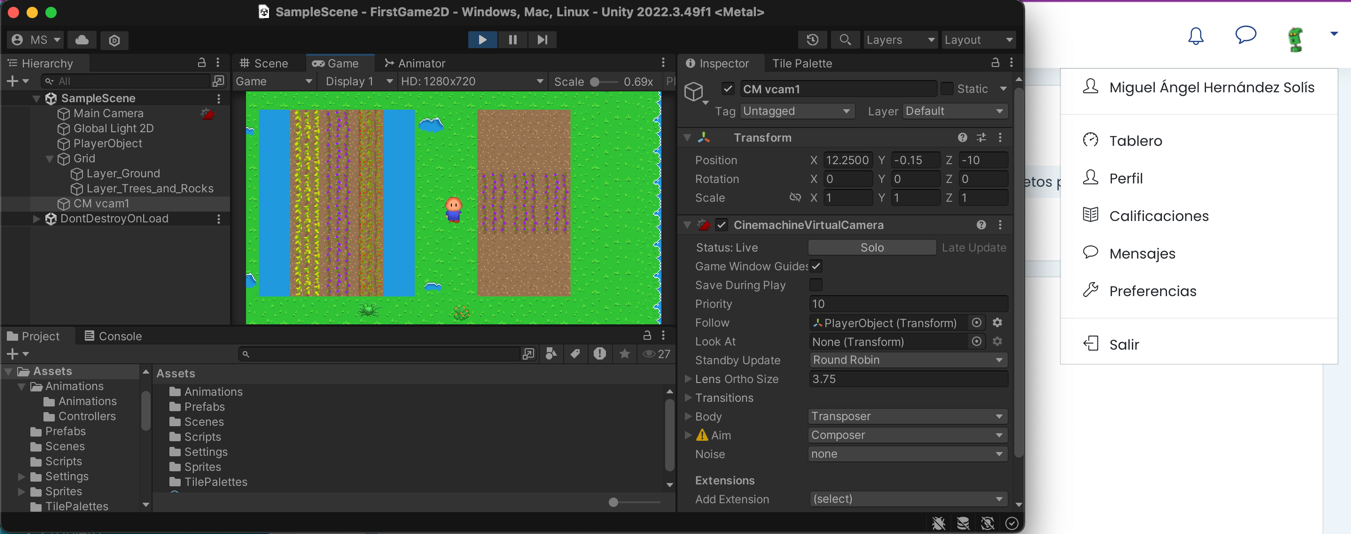 SampleScene - FirstGame2D - Windows, Mac, Linux - Unity 2022.3.49f1 <Metal>
MS
Layers
Layout
Hierarchy
All
SampleScene
Main Camera
Global Light 2D
PlayerObject
Grid
Layer_Ground
Layer_Trees_and_Rocks
CM vcam1
DontDestroyOnLoad
Scene
Game
Animator
Game
Display 1
HD: 1280x720
Scale
0.69x
Pl
Inspector
Tile Palette
CM vcam1
Static
Tag
Untagged
Layer
Default
Transform
Position
X
12.2500
Y
-0.15
Z
-10
Rotation
X
0
Y
0
Z
0
Scale
X
1
Y
1
Z
1
CinemachineVirtualCamera
Status: Live
Solo
Late Update
Game Window Guides
Save During Play
Priority
10
Follow
PlayerObject (Transform)
Look At
None (Transform)
Standby Update
Round Robin
Lens Ortho Size
3.75
Transitions
Body
Transposer
Aim
Composer
Noise
none
Extensions
Add Extension
(select)
Project
Console
27
Assets
Animations
Animations
Controllers
Prefabs
Scenes
Scripts
Settings
Sprites
TilePalettes
Assets
Animations
Prefabs
Scenes
Scripts
Settings
Sprites
TilePalettes
etos p
Miguel Ángel Hernández Solís
Tablero
Perfil
Calificaciones
Mensajes
Preferencias
Salir